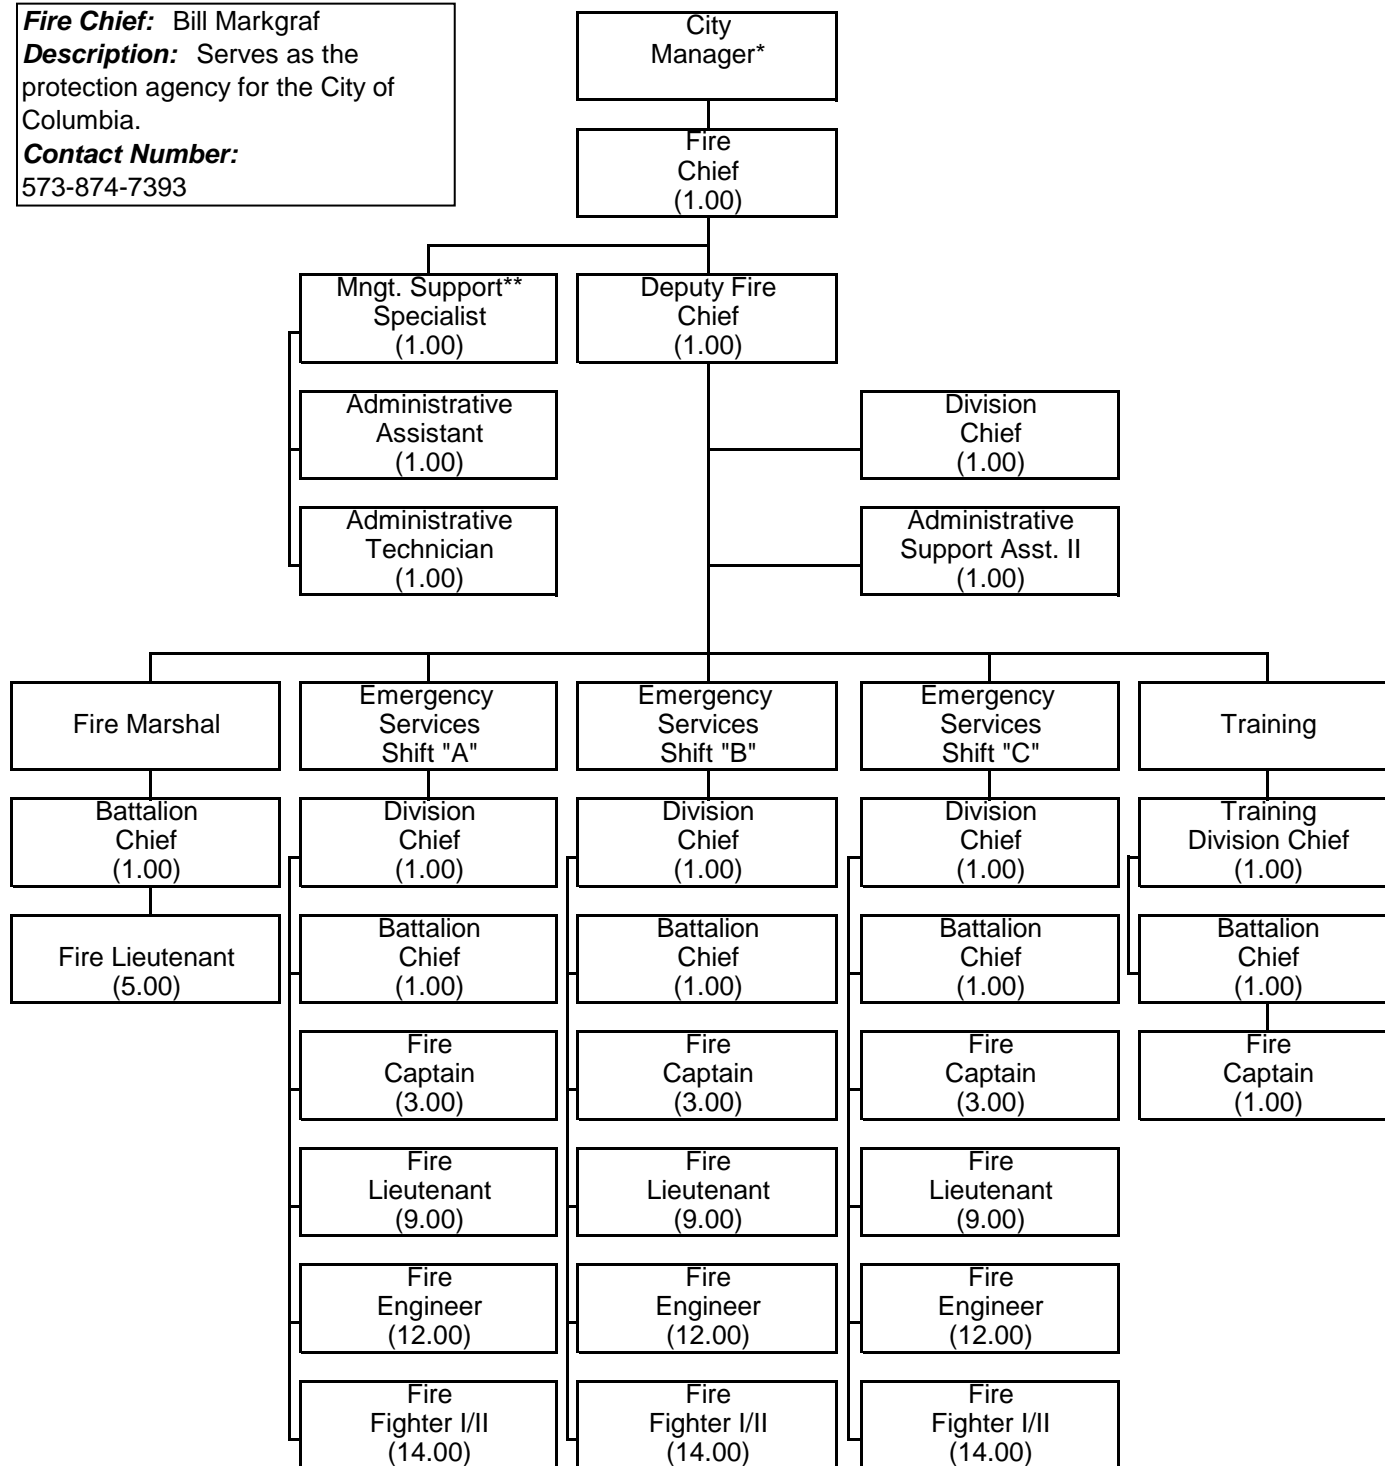 Fire Chief: Bill Markgraf
Description: Serves as the
protection agency for the City of
Columbia.
Contact Number:
573-874-7393
City
Manager*
Fire
Chief
(1.00)
Mngt. Support**
Specialist
(1.00)
Deputy Fire
Chief
(1.00)
Administrative
Assistant
(1.00)
Division
Chief
(1.00)
Administrative
Technician
(1.00)
Administrative
Support Asst. II
(1.00)
Fire Marshal
Emergency
Services
Shift "A"
Emergency
Services
Shift "B"
Emergency
Services
Shift "C"
Training
Battalion
Chief
(1.00)
Division
Chief
(1.00)
Division
Chief
(1.00)
Division
Chief
(1.00)
Training
Division Chief
(1.00)
Fire Lieutenant
(5.00)
Battalion
Chief
(1.00)
Battalion
Chief
(1.00)
Battalion
Chief
(1.00)
Battalion
Chief
(1.00)
Fire
Captain
(3.00)
Fire
Captain
(3.00)
Fire
Captain
(3.00)
Fire
Captain
(1.00)
Fire
Lieutenant
(9.00)
Fire
Lieutenant
(9.00)
Fire
Lieutenant
(9.00)
Fire
Engineer
(12.00)
Fire
Engineer
(12.00)
Fire
Engineer
(12.00)
Fire
Fighter I/II
(14.00)
Fire
Fighter I/II
(14.00)
Fire
Fighter I/II
(14.00)